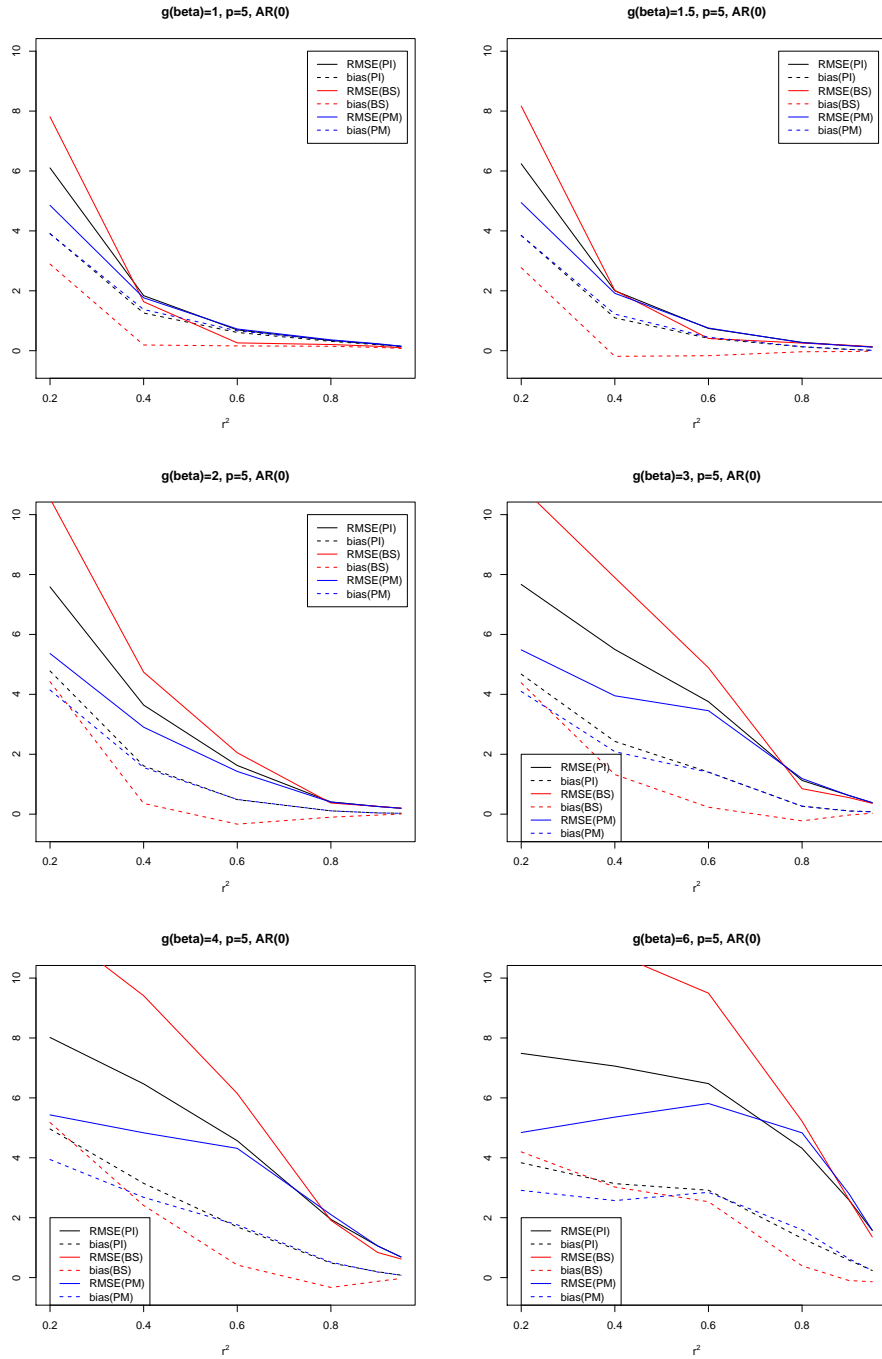 g(beta)=1, p=5, AR(0)
10
8
6
4
2
0
RMSE(PI)
bias(PI)
RMSE(BS)
bias(BS)
RMSE(PM)
bias(PM)
0.2 0.4 0.6 0.8
r²
g(beta)=1.5, p=5, AR(0)
10
8
6
4
2
0
RMSE(PI)
bias(PI)
RMSE(BS)
bias(BS)
RMSE(PM)
bias(PM)
0.2 0.4 0.6 0.8
r²
g(beta)=2, p=5, AR(0)
10
8
6
4
2
0
RMSE(PI)
bias(PI)
RMSE(BS)
bias(BS)
RMSE(PM)
bias(PM)
0.2 0.4 0.6 0.8
r²
g(beta)=3, p=5, AR(0)
10
8
6
4
2
0
RMSE(PI)
bias(PI)
RMSE(BS)
bias(BS)
RMSE(PM)
bias(PM)
0.2 0.4 0.6 0.8
r²
g(beta)=4, p=5, AR(0)
10
8
6
4
2
0
RMSE(PI)
bias(PI)
RMSE(BS)
bias(BS)
RMSE(PM)
bias(PM)
0.2 0.4 0.6 0.8
r²
g(beta)=6, p=5, AR(0)
10
8
6
4
2
0
RMSE(PI)
bias(PI)
RMSE(BS)
bias(BS)
RMSE(PM)
bias(PM)
0.2 0.4 0.6 0.8
r²